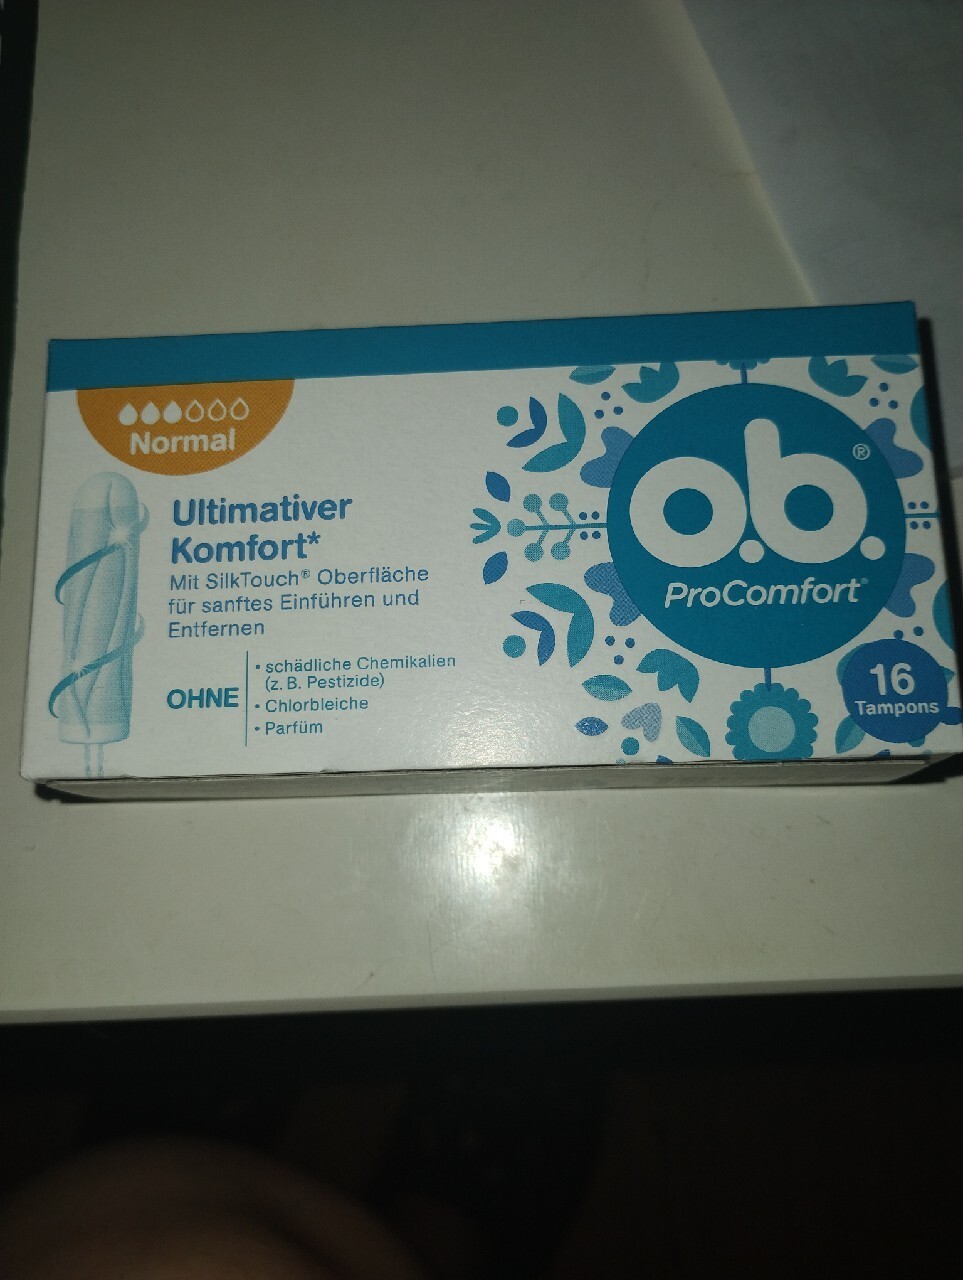 Normal
Ultimativer
Komfort*
Mit SilkTouch® Oberfläche
für sanftes Einführen und
Entfernen
OHNE
• schädliche Chemikalien
(z. B. Pestizide)
• Chlorbleiche
• Parfüm
o.b.®
ProComfort®
16
Tampons